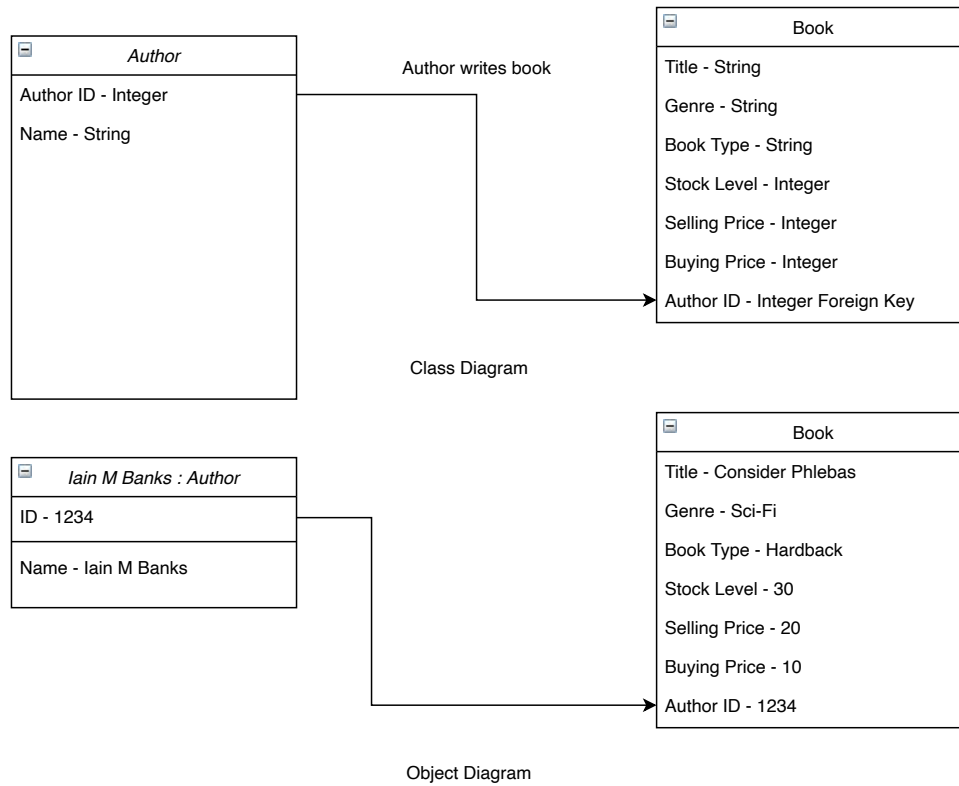 Author
Author ID - Integer
Name - String
Author writes book
Book
Title - String
Genre - String
Book Type - String
Stock Level - Integer
Selling Price - Integer
Buying Price - Integer
Author ID - Integer Foreign Key
Class Diagram
Iain M Banks : Author
ID - 1234
Name - Iain M Banks
Book
Title - Consider Phlebas
Genre - Sci-Fi
Book Type - Hardback
Stock Level - 30
Selling Price - 20
Buying Price - 10
Author ID - 1234
Object Diagram